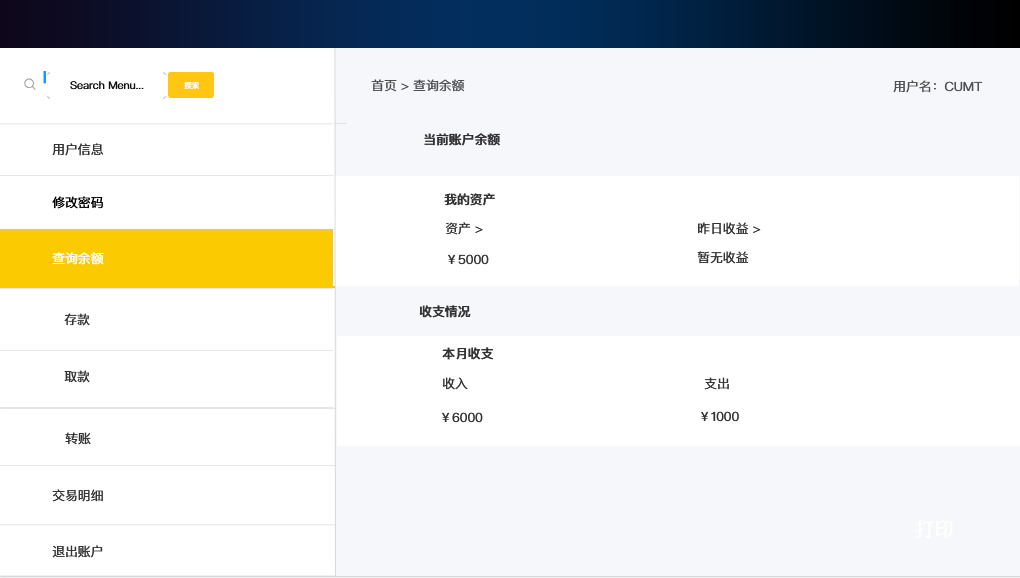 Search Menu...
搜索
首页 > 查询余额
用户名： CUMT
当前账户余额
用户信息
修改密码
查询余额
存款
取款
转账
交易明细
退出账户
我的资产
资产 >
昨日收益 >
¥ 5000
暂无收益
收支情况
本月收支
收入
支出
¥ 6000
¥ 1000
打印